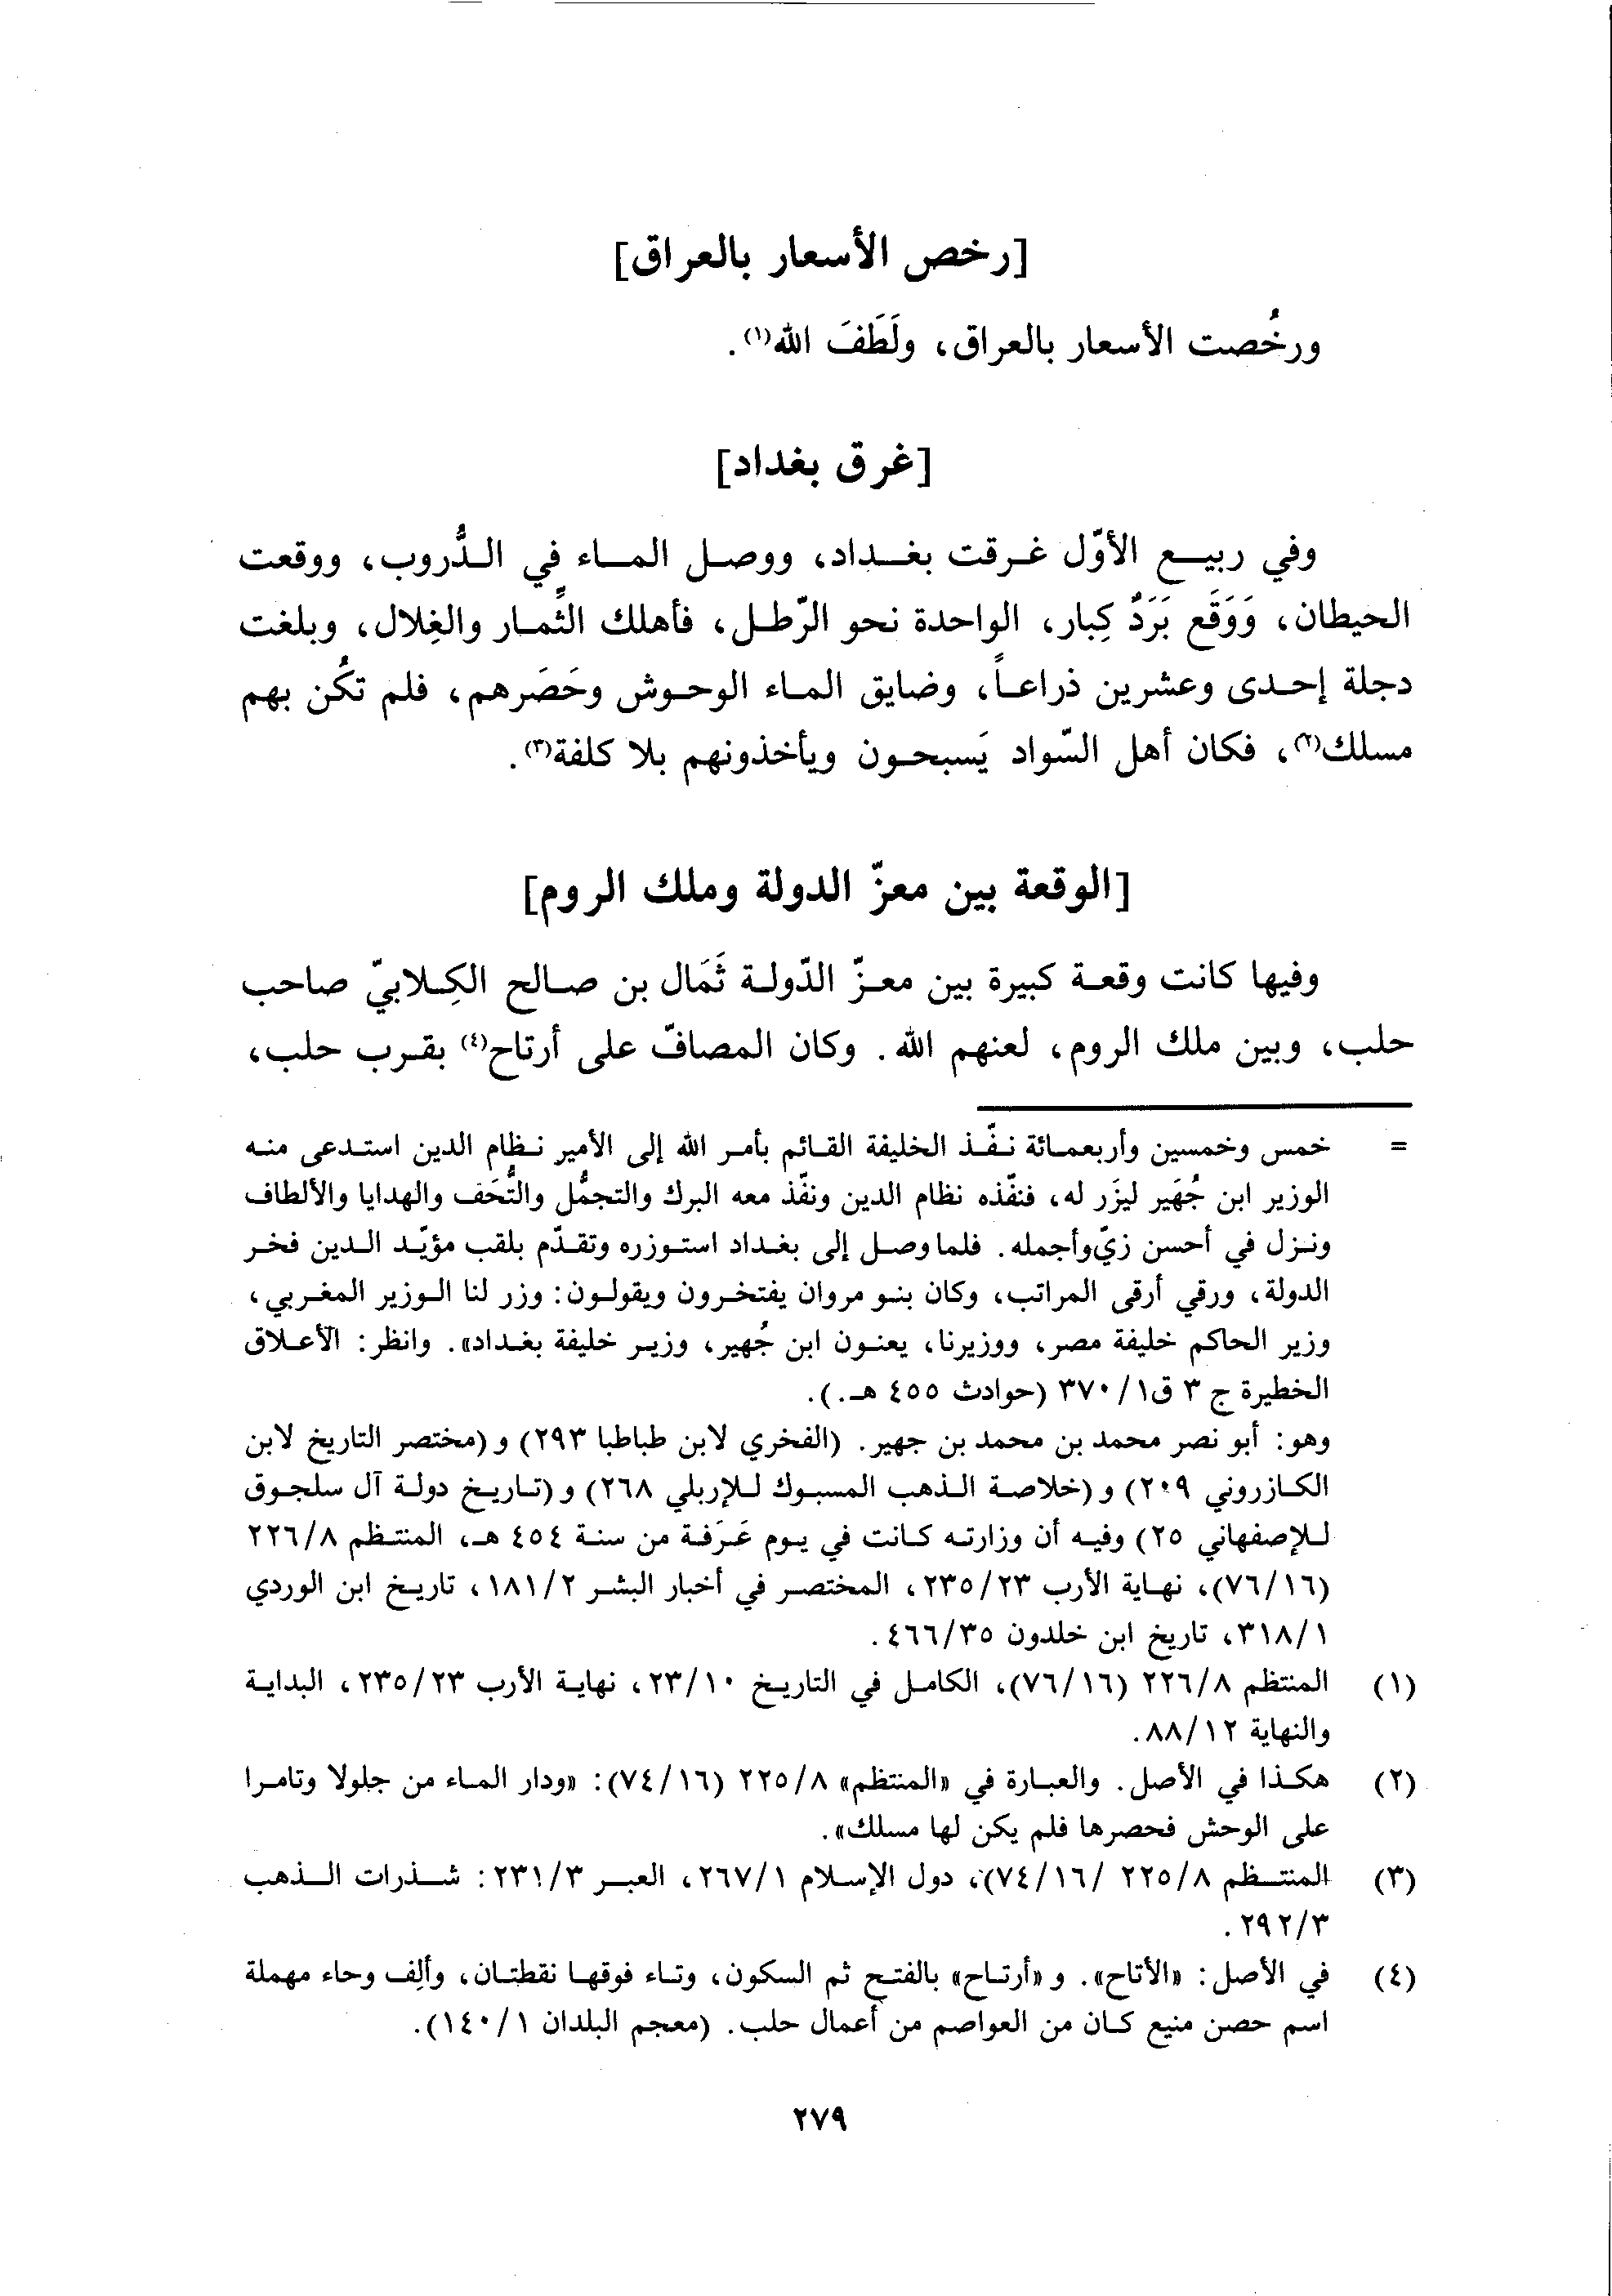 [رخص الأسعار بالعراق]
ورخُصت الأسعار بالعراق، ولَطَفَ الله(١).
[غرق بغداد]
وفي ربيع الأوّل غرقت بغداد، ووصل الماء في الدُّروب، ووقعت
الحيطان، وَوَقَع بَرَدٌ كِبار، الواحدة نحو الرّطل، فأهلك الثِّمار والغِلال، وبلغت
دجلة إحدى وعشرين ذراعاً، وضايق الماء الوحوش وحَصَرهم، فلم تكُن بهم
مسلك(٢)، فكان أهل السّواد يَسبحون ويأخذونهم بلا كلفة(٣).
[الوقعة بين معزّ الدولة وملك الروم]
وفيها كانت وقعة كبيرة بين معزّ الدّولة ثَمَال بن صالح الكِلابيّ صاحب
حلب، وبين ملك الروم، لعنهم الله. وكان المصافّ على أرتاح(٤) بقرب حلب،
= خمس وخمسين وأربعمائة نفّذ الخليفة القائم بأمر الله إلى الأمير نظام الدين استدعى منه
الوزير ابن جُهَير ليزَر له، فنفّذه نظام الدين ونفّذ معه البرك والتجمُّل والتُّحَف والهدايا والألطاف
ونزل في أحسن زيّ وأجمله. فلما وصل إلى بغداد استوزره وتقدّم بلقب مؤيّد الدين فخر
الدولة، ورقي أرقى المراتب، وكان بنو مروان يفتخرون ويقولون: وزر لنا الوزير المغربي،
وزير الحاكم خليفة مصر، ووزيرنا، يعنون ابن جُهير، وزير خليفة بغداد». وانظر: الأعلاق
الخطيرة ج ٣ ق١/ ٣٧٠ (حوادث ٤٥٥ هـ.).
وهو: أبو نصر محمد بن محمد بن جهير. (الفخري لابن طباطبا ٢٩٣) و (مختصر التاريخ لابن
الكازروني ٢٠٩) و (خلاصة الذهب المسبوك للإربلي ٢٦٨) و (تاريخ دولة آل سلجوق
للإصفهاني ٢٥) وفيه أن وزارته كانت في يوم عَرَفة من سنة ٤٥٤ هـ، المنتظم ٢٢٦/٨
(٧٦/١٦)، نهاية الأرب ٢٣٥/٢٣، المختصر في أخبار البشر ١٨١/٢، تاريخ ابن الوردي
٣١٨/١، تاريخ ابن خلدون ٤٦٦/٣٥.
(١) المنتظم ٢٢٦/٨ (٧٦/١٦)، الكامل في التاريخ ٢٣/١٠، نهاية الأرب ٢٣٥/٢٣، البداية
والنهاية ٨٨/١٢.
(٢) هكذا في الأصل. والعبارة في «المنتظم» ٢٢٥/٨ (٧٤/١٦): «ودار الماء من جلولا وتامرا
على الوحش فحصرها فلم يكن لها مسلك».
(٣) المنتظم ٢٢٥/٨ /٧٤/١٦)، دول الإسلام ٢٦٧/١، العبر ٢٣١/٣: شذرات الذهب
٢٩٢/٣.
(٤) في الأصل: «الأتاح». و «أرتاح» بالفتح ثم السكون، وتاء فوقها نقطتان، وألِف وحاء مهملة
اسم حصن منيع كان من العواصم من أعمال حلب. (معجم البلدان ١٤٠/١).
٢٧٩